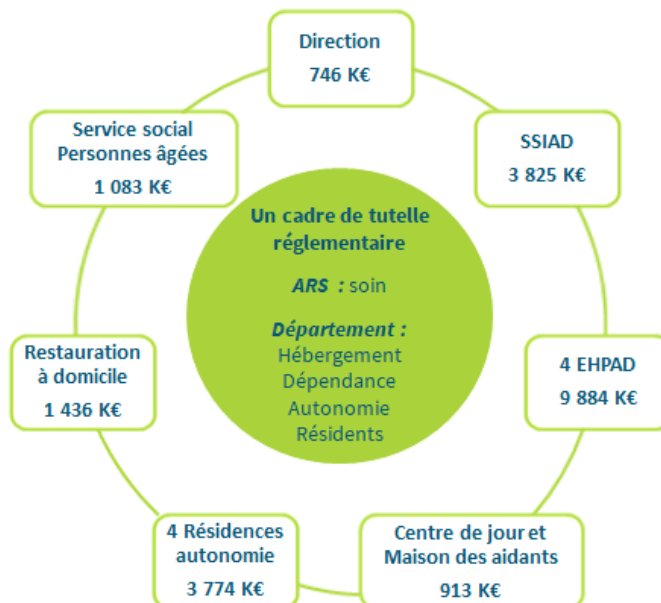 Direction
746 K€
SSIAD
3 825 K€
4 EHPAD
9 884 K€
Centre de jour et
Maison des aidants
913 K€
4 Résidences
autonomie
3 774 K€
Restauration
à domicile
1 436 K€
Service social
Personnes âgées
1 083 K€
Un cadre de tutelle
réglementaire
ARS : soin
Département :
Hébergement
Dépendance
Autonomie
Résidents